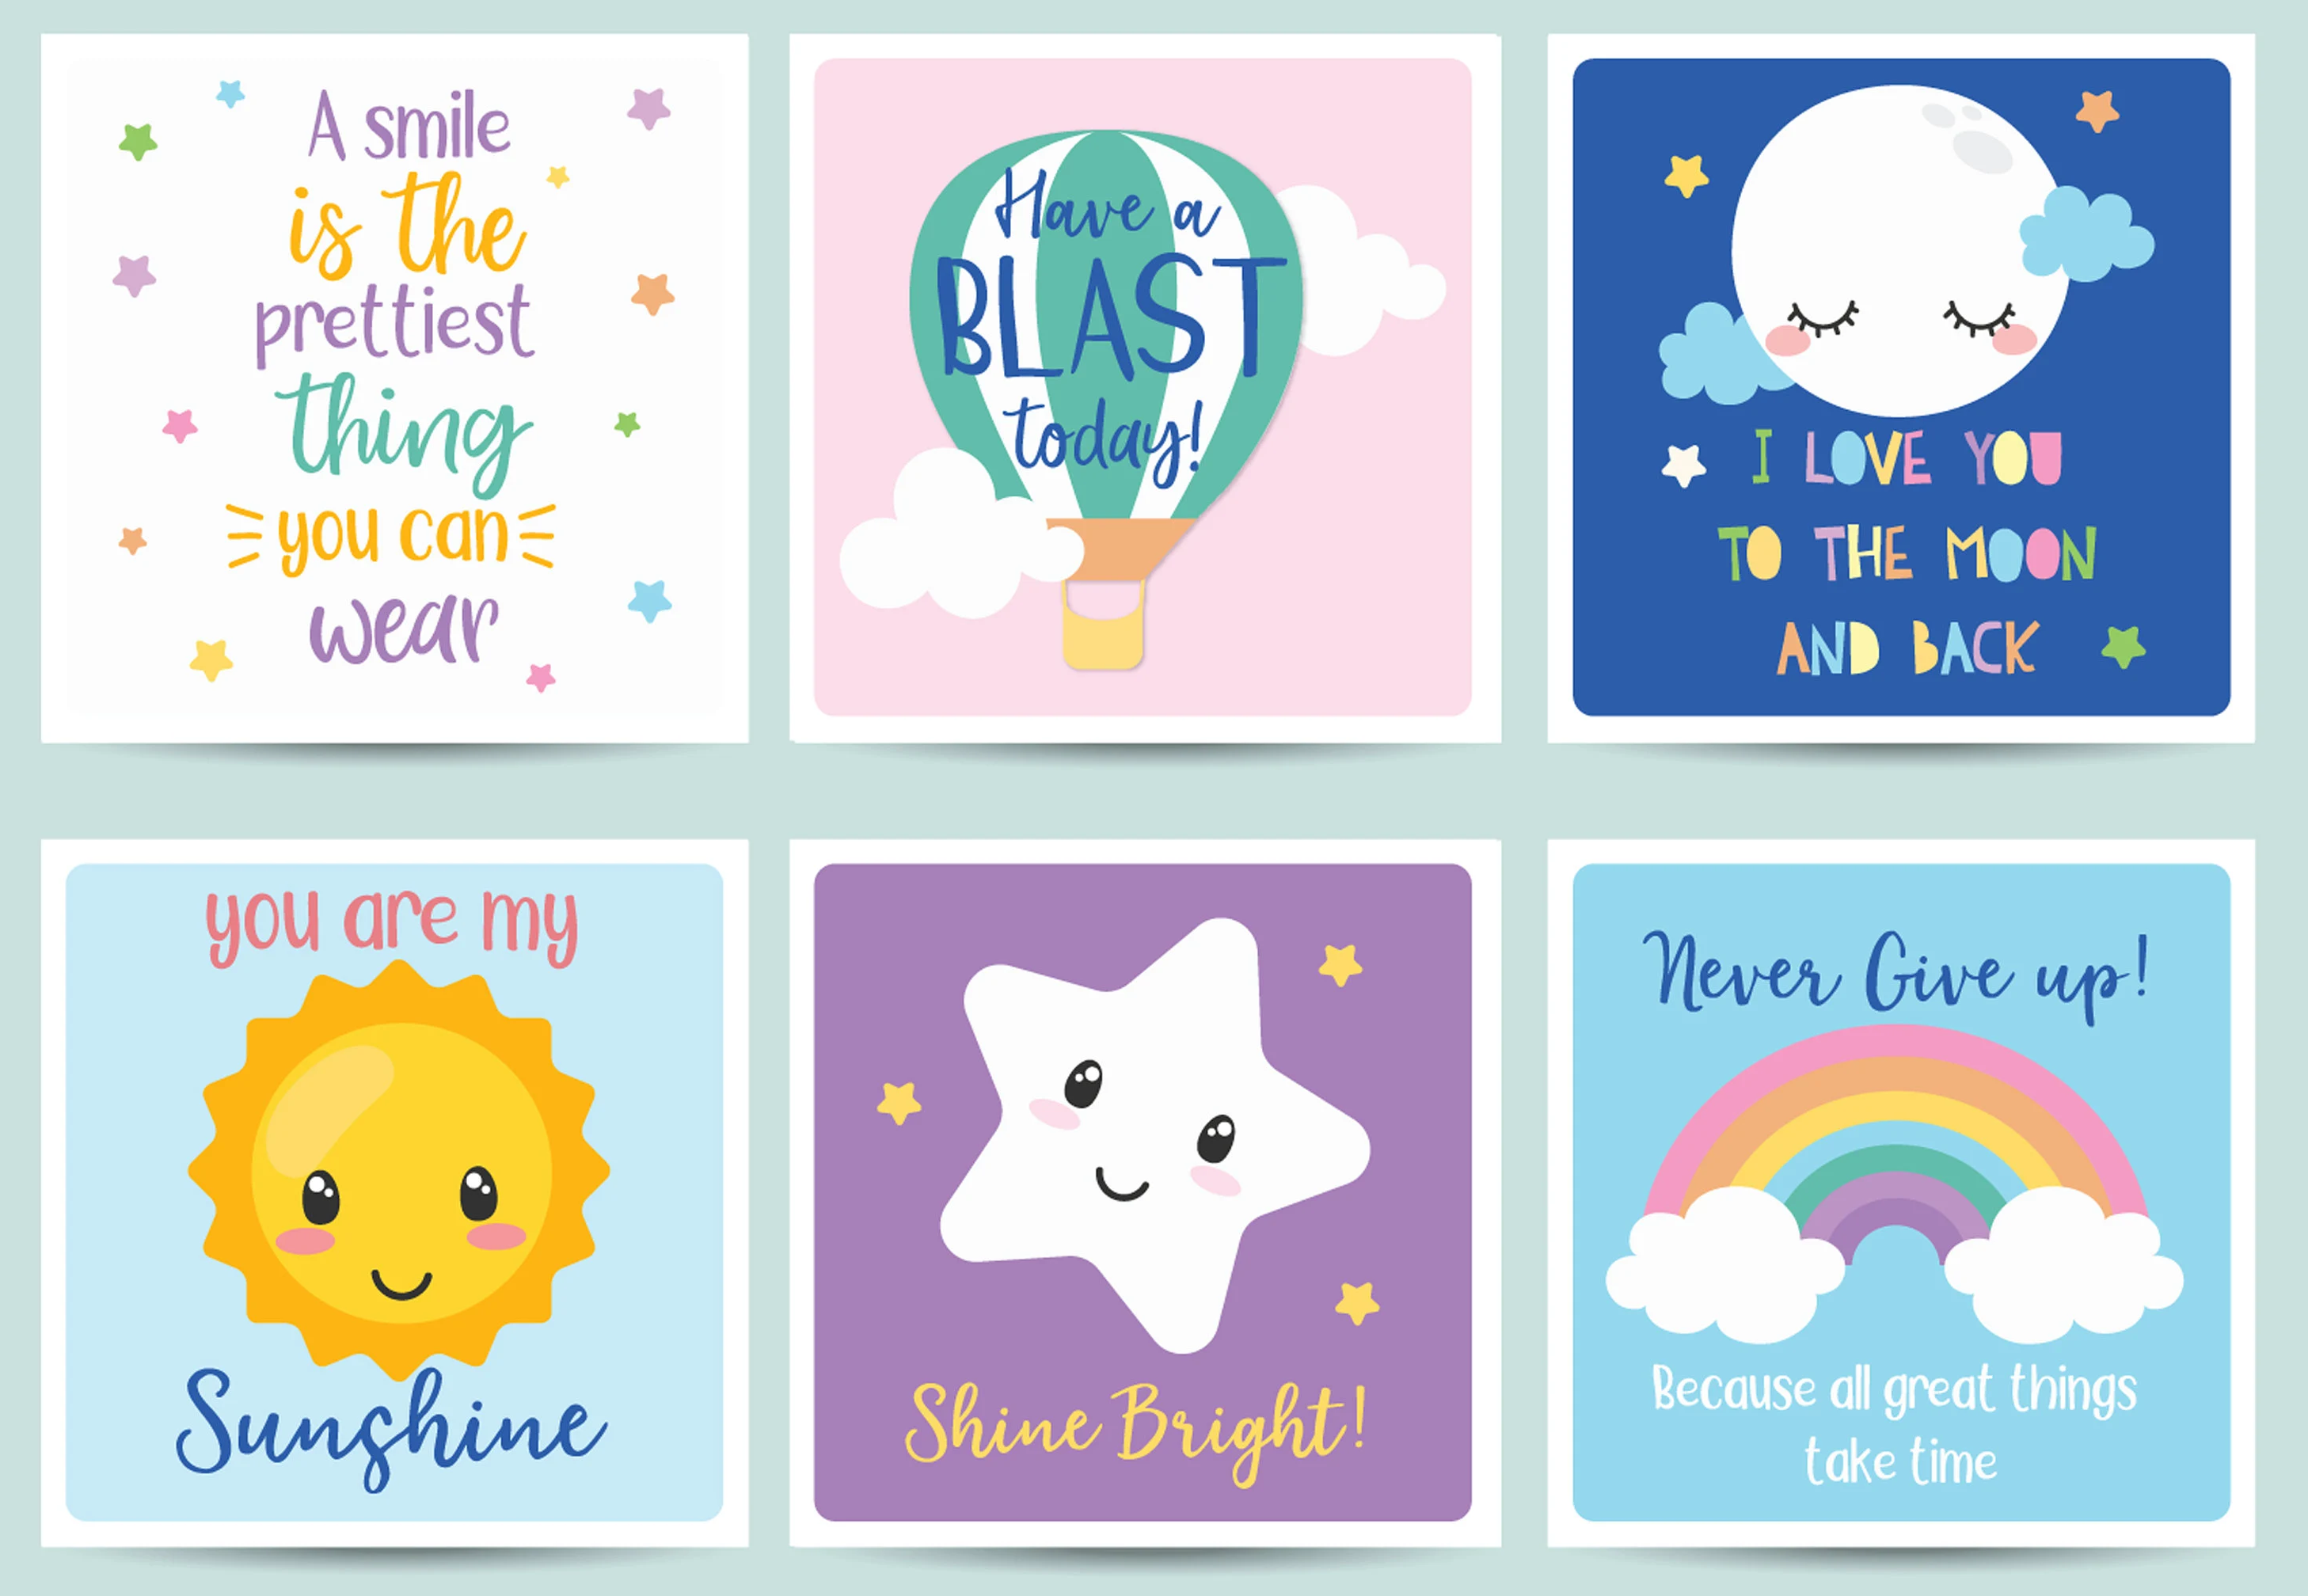 A smile
is the
prettiest
thing
you can
wear
Have a
BLAST
today!
I LOVE YOU
TO THE MOON
AND BACK
you are my
Sunshine
Shine Bright!
Never Give up!
Because all great things
take time